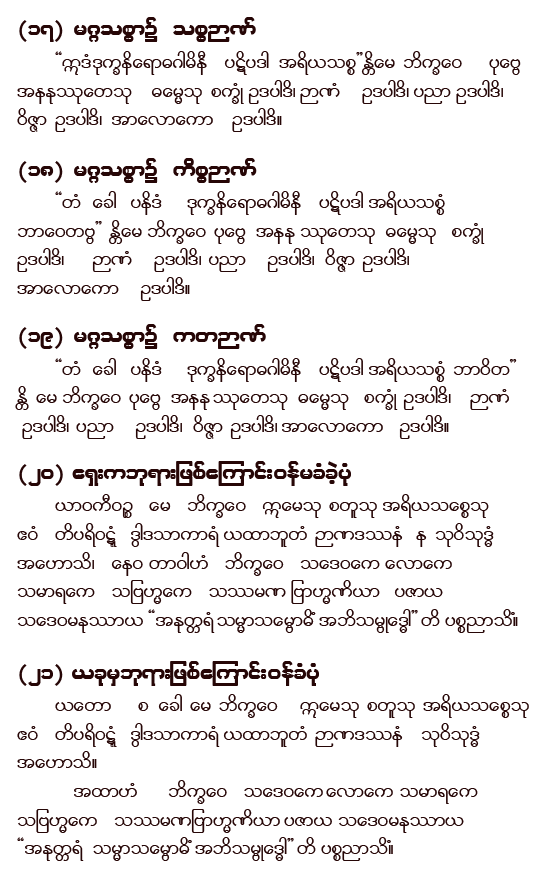 (၁၇) မဂ္ဂသစ္စာ၌ သစ္စဉာဏ်
“ဣဒံဒုက္ခနိရောဓဂါမိနီ ပဋိပဒါ အရိယသစ္စ”န္တိမေ ဘိက္ခဝေ ပုဗ္ဗေ
အနနုဿုတေသု ဓမ္မေသု စက္ခုံ ဥဒပါဒိ၊ ဉာဏံ ဥဒပါဒိ၊ ပညာ ဥဒပါဒိ၊
ဝိဇ္ဇာ ဥဒပါဒိ၊ အာလောကော ဥဒပါဒိ။
(၁၈) မဂ္ဂသစ္စာ၌ ကိစ္စဉာဏ်
“တံ ခေါ ပနိဒံ ဒုက္ခနိရောဓဂါမိနီ ပဋိပဒါ အရိယသစ္စံ
ဘာဝေတဗ္ဗ” န္တိမေ ဘိက္ခဝေ ပုဗ္ဗေ အနနု ဿုတေသု ဓမ္မေသု စက္ခုံ
ဥဒပါဒိ၊ ဉာဏံ ဥဒပါဒိ၊ ပညာ ဥဒပါဒိ၊ ဝိဇ္ဇာ ဥဒပါဒိ၊
အာလောကော ဥဒပါဒိ။
(၁၉) မဂ္ဂသစ္စာ၌ ကတဉာဏ်
“တံ ခေါ ပနိဒံ ဒုက္ခနိရောဓဂါမိနီ ပဋိပဒါ အရိယသစ္စံ ဘာဝိတ”
န္တိ မေ ဘိက္ခဝေ ပုဗ္ဗေ အနနု ဿုတေသု ဓမ္မေသု စက္ခုံ ဥဒပါဒိ၊ ဉာဏံ
ဥဒပါဒိ၊ ပညာ ဥဒပါဒိ၊ ဝိဇ္ဇာ ဥဒပါဒိ၊ အာလောကော ဥဒပါဒိ။
(၂၀) ရှေးကဘုရားဖြစ်ကြောင်းဝန်မခံခဲ့ပုံ
ယာဝကီဝဉ္စ မေ ဘိက္ခဝေ ဣမေသု စတူသု အရိယသစ္စေသု
ဧဝံ တိပရိဝဋ္ဋံ ဒွါဒသာကာရံ ယထာဘူတံ ဉာဏဒဿနံ န သုဝိသုဒ္ဓံ
အဟောသိ၊ နေဝ တာဝါဟံ ဘိက္ခဝေ သဒေဝကေ လောကေ
သမာရကေ သဗြဟ္မကေ သဿမဏ ဗြာဟ္မဏိယာ ပဇာယ
သဒေဝမနုဿာယ “အနုတ္တရံ သမ္မာသမ္ဗောဓိံ အဘိသမ္ဗုဒ္ဓေါ” တိ ပစ္စညာသိံ။
(၂၁) ယခုမှဘုရားဖြစ်ကြောင်းဝန်ခံပုံ
ယတော စ ခေါ မေ ဘိက္ခဝေ ဣမေသု စတူသု အရိယသစ္စေသု
ဧဝံ တိပရိဝဋ္ဋံ ဒွါဒသာကာရံ ယထာဘူတံ ဉာဏဒဿနံ သုဝိသုဒ္ဓံ
အဟောသိ။
အထာဟံ ဘိက္ခဝေ သဒေဝကေ လောကေ သမာရကေ
သဗြဟ္မကေ သဿမဏဗြာဟ္မဏိယာ ပဇာယ သဒေဝမနုဿာယ
“အနုတ္တရံ သမ္မာသမ္ဗောဓိံ အဘိသမ္ဗုဒ္ဓေါ” တိ ပစ္စညာသိံ။